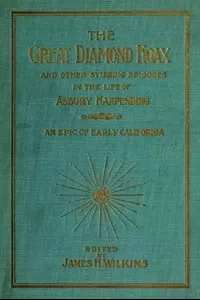 THE
GREAT DIAMOND HOAX
AND OTHER STIRRING EPISODES
IN THE LIFE OF
ASBURY HARPENDING
AN EPIC OF EARLY CALIFORNIA
EDITED
BY
JAMES H. WILKINS